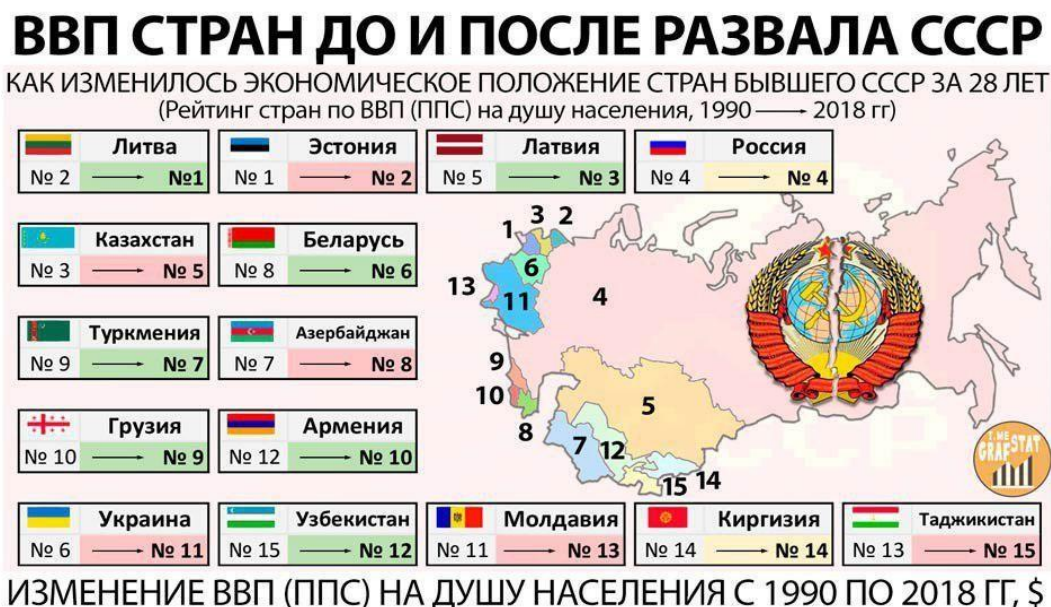 ВВП СТРАН ДО И ПОСЛЕ РАЗВАЛА СССР
КАК ИЗМЕНИЛОСЬ ЭКОНОМИЧЕСКОЕ ПОЛОЖЕНИЕ СТРАН БЫВШЕГО СССР ЗА 28 ЛЕТ
(Рейтинг стран по ВВП (ППС) на душу населения, 1990 → 2018 гг)
Литва
№ 2 → №1
Эстония
№ 1 → № 2
Латвия
№ 5 → № 3
Россия
№ 4 → № 4
Казахстан
№ 3 → № 5
Беларусь
№ 8 → № 6
Туркмения
№ 9 → № 7
Азербайджан
№ 7 → № 8
Грузия
№ 10 → № 9
Армения
№ 12 → № 10
1
3
2
6
13
11
4
9
10
8
5
7
12
15
14
T.ME
GRAFSTAT
Украина
№ 6 → № 11
Узбекистан
№ 15 → № 12
Молдавия
№ 11 → № 13
Киргизия
№ 14 → № 14
Таджикистан
№ 13 → № 15
ИЗМЕНЕНИЕ ВВП (ППС) НА ДУШУ НАСЕЛЕНИЯ С 1990 ПО 2018 ГГ, $